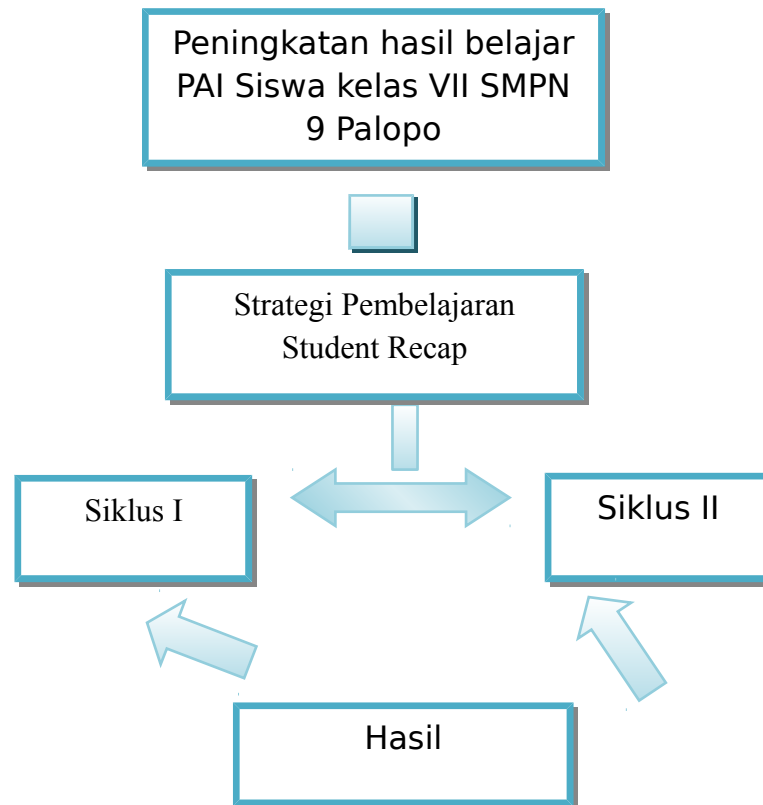 Peningkatan hasil belajar
PAI Siswa kelas VII SMPN
9 Palopo
Strategi Pembelajaran
Student Recap
Siklus I
Siklus II
Hasil